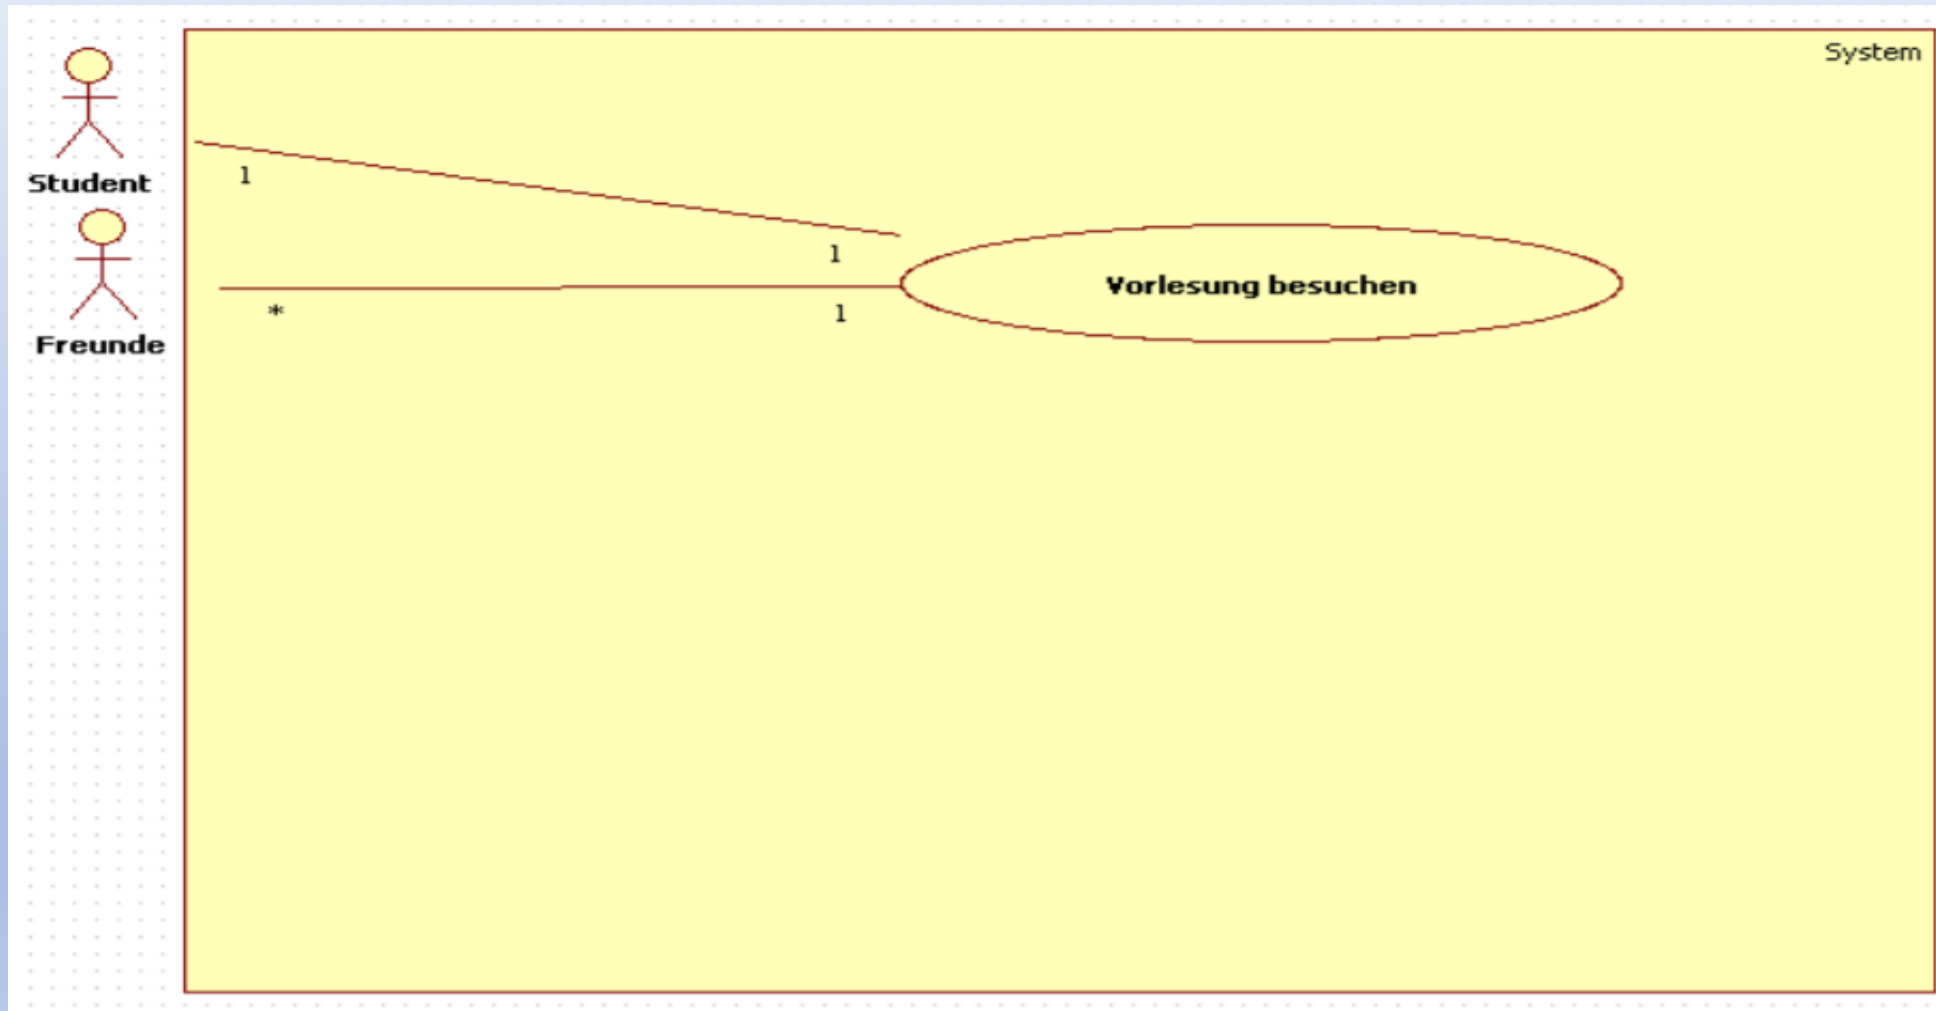 System
Student
1
1
Vorlesung besuchen
* 1
Freunde